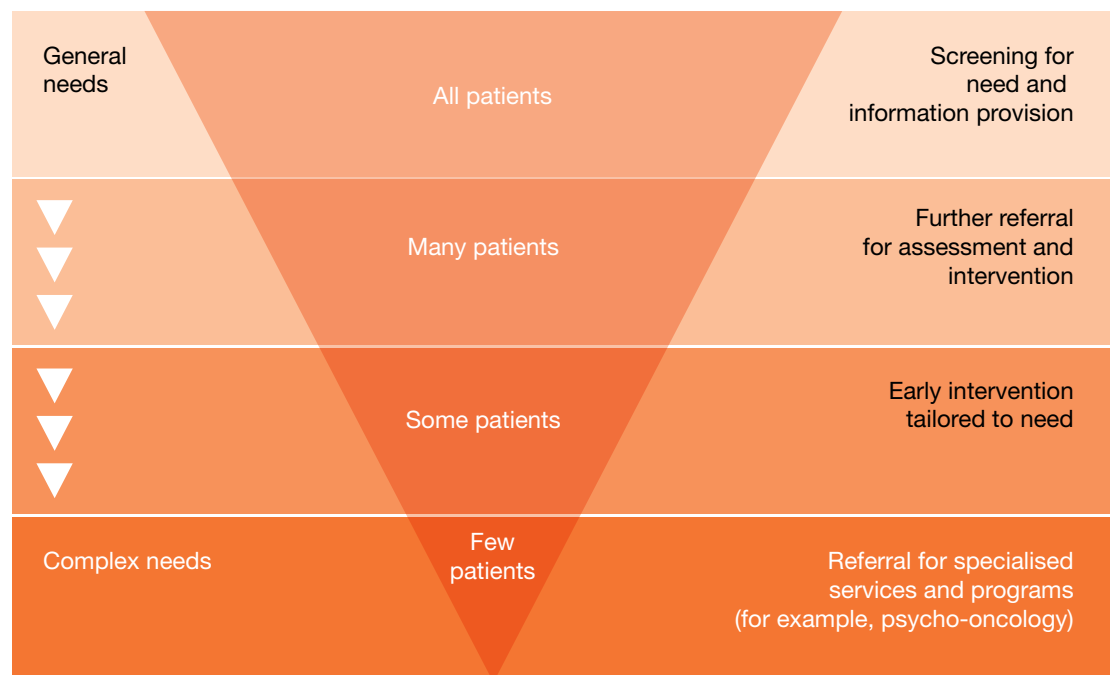 General
needs
All patients
Screening for
need and
information provision
Many patients
Further referral
for assessment and
intervention
Some patients
Early intervention
tailored to need
Complex needs
Few
patients
Referral for specialised
services and programs
(for example, psycho-oncology)